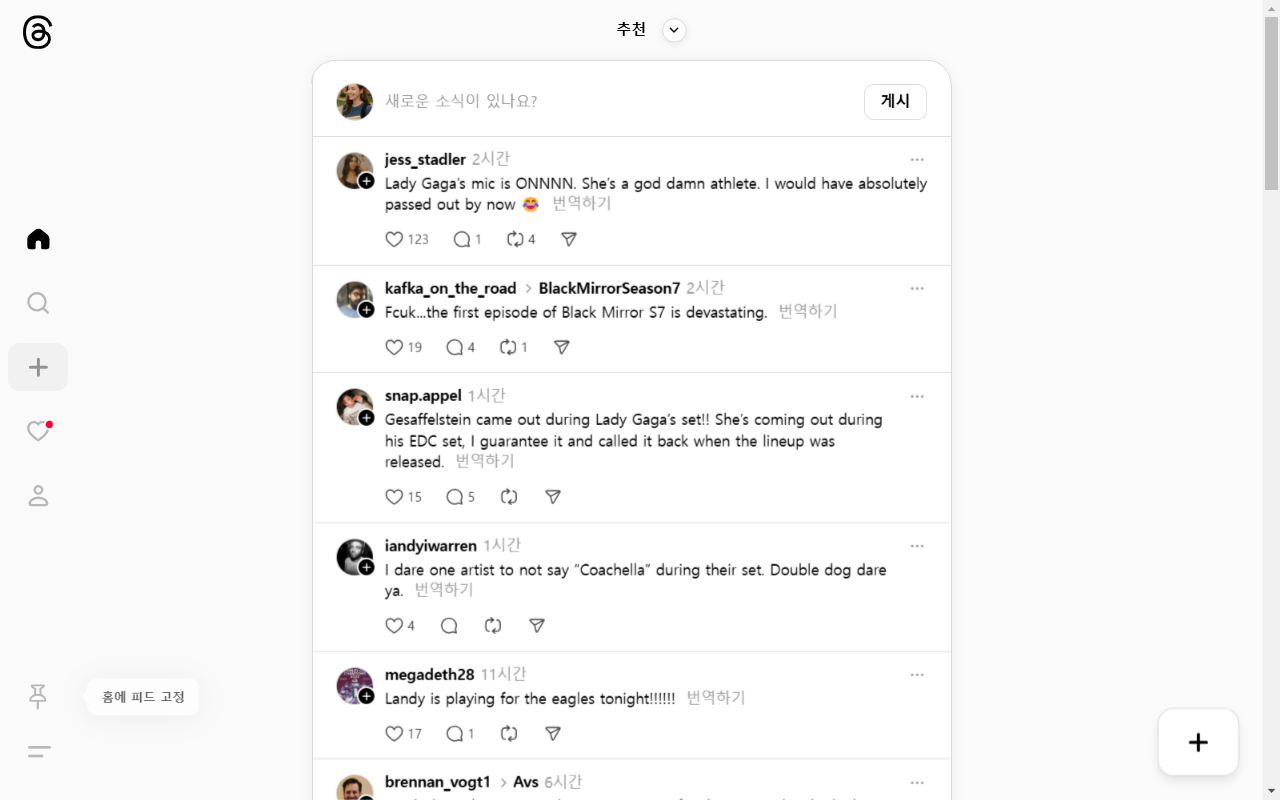 추천
새로운 소식이 있나요?
게시
jess_stadler 2시간
Lady Gaga's mic is ONNNN. She's a god damn athlete. I would have absolutely
passed out by now 😂 번역하기
123 1 4
kafka_on_the_road > BlackMirrorSeason7 2시간
Fcuk...the first episode of Black Mirror S7 is devastating. 번역하기
19 4 1
snap.appel 1시간
Gesaffelstein came out during Lady Gaga's set!! She's coming out during
his EDC set, I guarantee it and called it back when the lineup was
released. 번역하기
15 5
iandyiwarren 1시간
I dare one artist to not say "Coachella" during their set. Double dog dare
ya. 번역하기
4
megadeth28 11시간
Landy is playing for the eagles tonight!!!!!! 번역하기
17 1
홈에 피드 고정
brennan_vogt1 > Avs 6시간